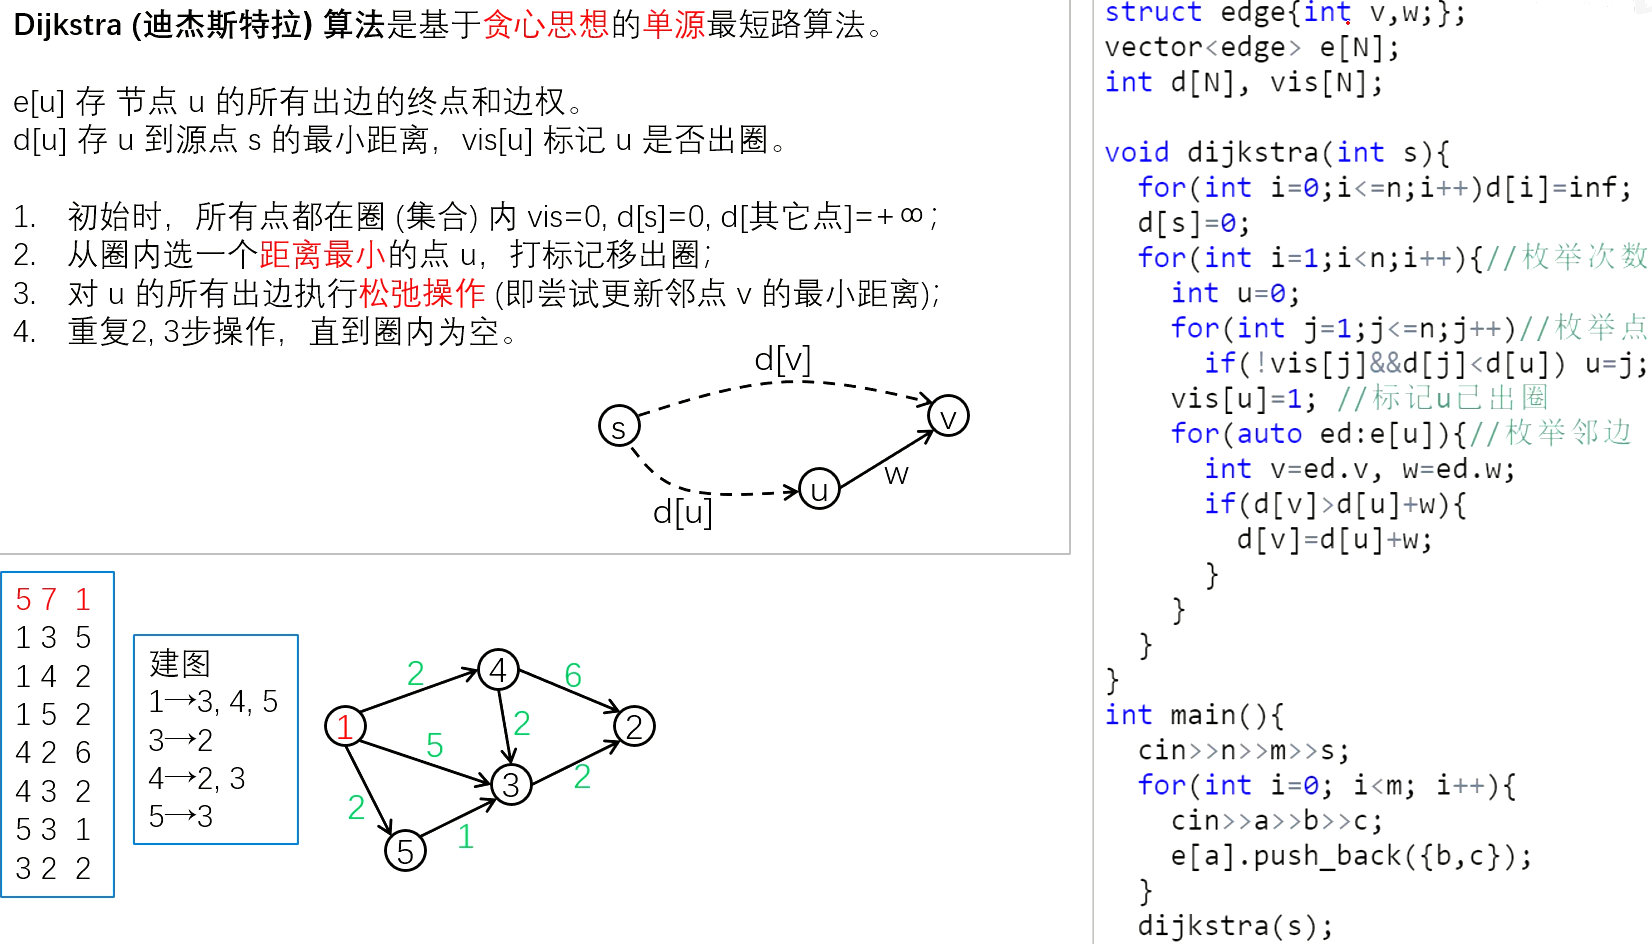 Dijkstra (迪杰斯特拉) 算法是基于贪心思想的单源最短路算法。
e[u] 存 节点 u 的所有出边的终点和边权。
d[u] 存 u 到源点 s 的最小距离，vis[u] 标记 u 是否出圈。
1. 初始时，所有点都在圈 (集合) 内 vis=0, d[s]=0, d[其它点]=+∞；
2. 从圈内选一个距离最小的点 u，打标记移出圈；
3. 对 u 的所有出边执行松弛操作 (即尝试更新邻点 v 的最小距离)；
4. 重复2, 3步操作，直到圈内为空。
d[v]
s
v
u
w
d[u]
5 7 1
1 3 5
1 4 2
1 5 2
4 2 6
4 3 2
5 3 1
3 2 2
建图
1→3, 4, 5
3→2
4→2, 3
5→3
2
4
6
1
5
2
2
3
2
2
5
1
struct edge{int v,w;};
vector<edge> e[N];
int d[N], vis[N];
void dijkstra(int s){
for(int i=0;i<=n;i++)d[i]=inf;
d[s]=0;
for(int i=1;i<n;i++){//枚举次数
int u=0;
for(int j=1;j<=n;j++)//枚举点
if(!vis[j]&&d[j]<d[u]) u=j;
vis[u]=1; //标记u已出圈
for(auto ed:e[u]){//枚举邻边
int v=ed.v, w=ed.w;
if(d[v]>d[u]+w){
d[v]=d[u]+w;
}
}
}
}
int main(){
cin>>n>>m>>s;
for(int i=0; i<m; i++){
cin>>a>>b>>c;
e[a].push_back({b,c});
}
dijkstra(s);